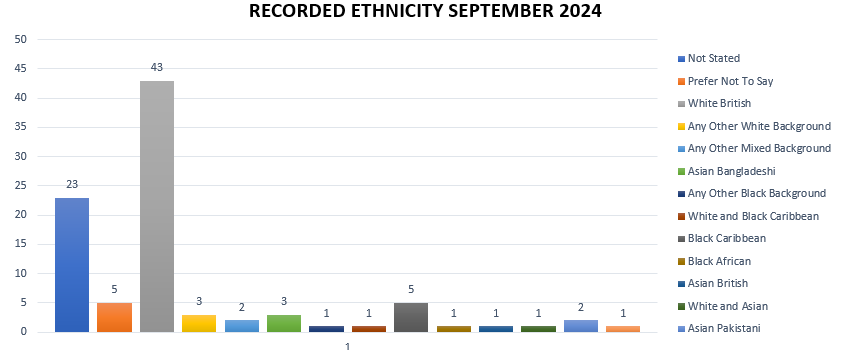 RECORDED ETHNICITY SEPTEMBER 2024
50
45
40
35
30
25
20
15
10
5
0
23
5
43
3
2
3
1
1
5
1
1
1
2
1
1
Not Stated
Prefer Not To Say
White British
Any Other White Background
Any Other Mixed Background
Asian Bangladeshi
Any Other Black Background
White and Black Caribbean
Black Caribbean
Black African
Asian British
White and Asian
Asian Pakistani